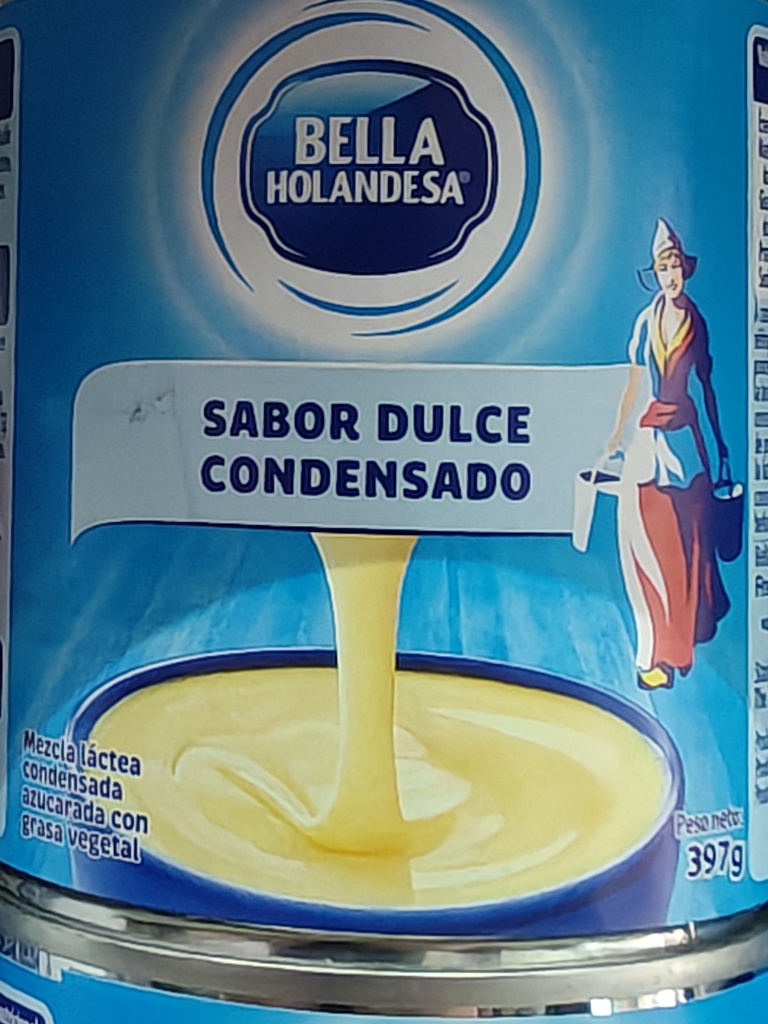 BELLA
HOLANDESA®
SABOR DULCE
CONDENSADO
Mezcla láctea
condensada
azucarada con
grasa vegetal
Peso neto:
397g